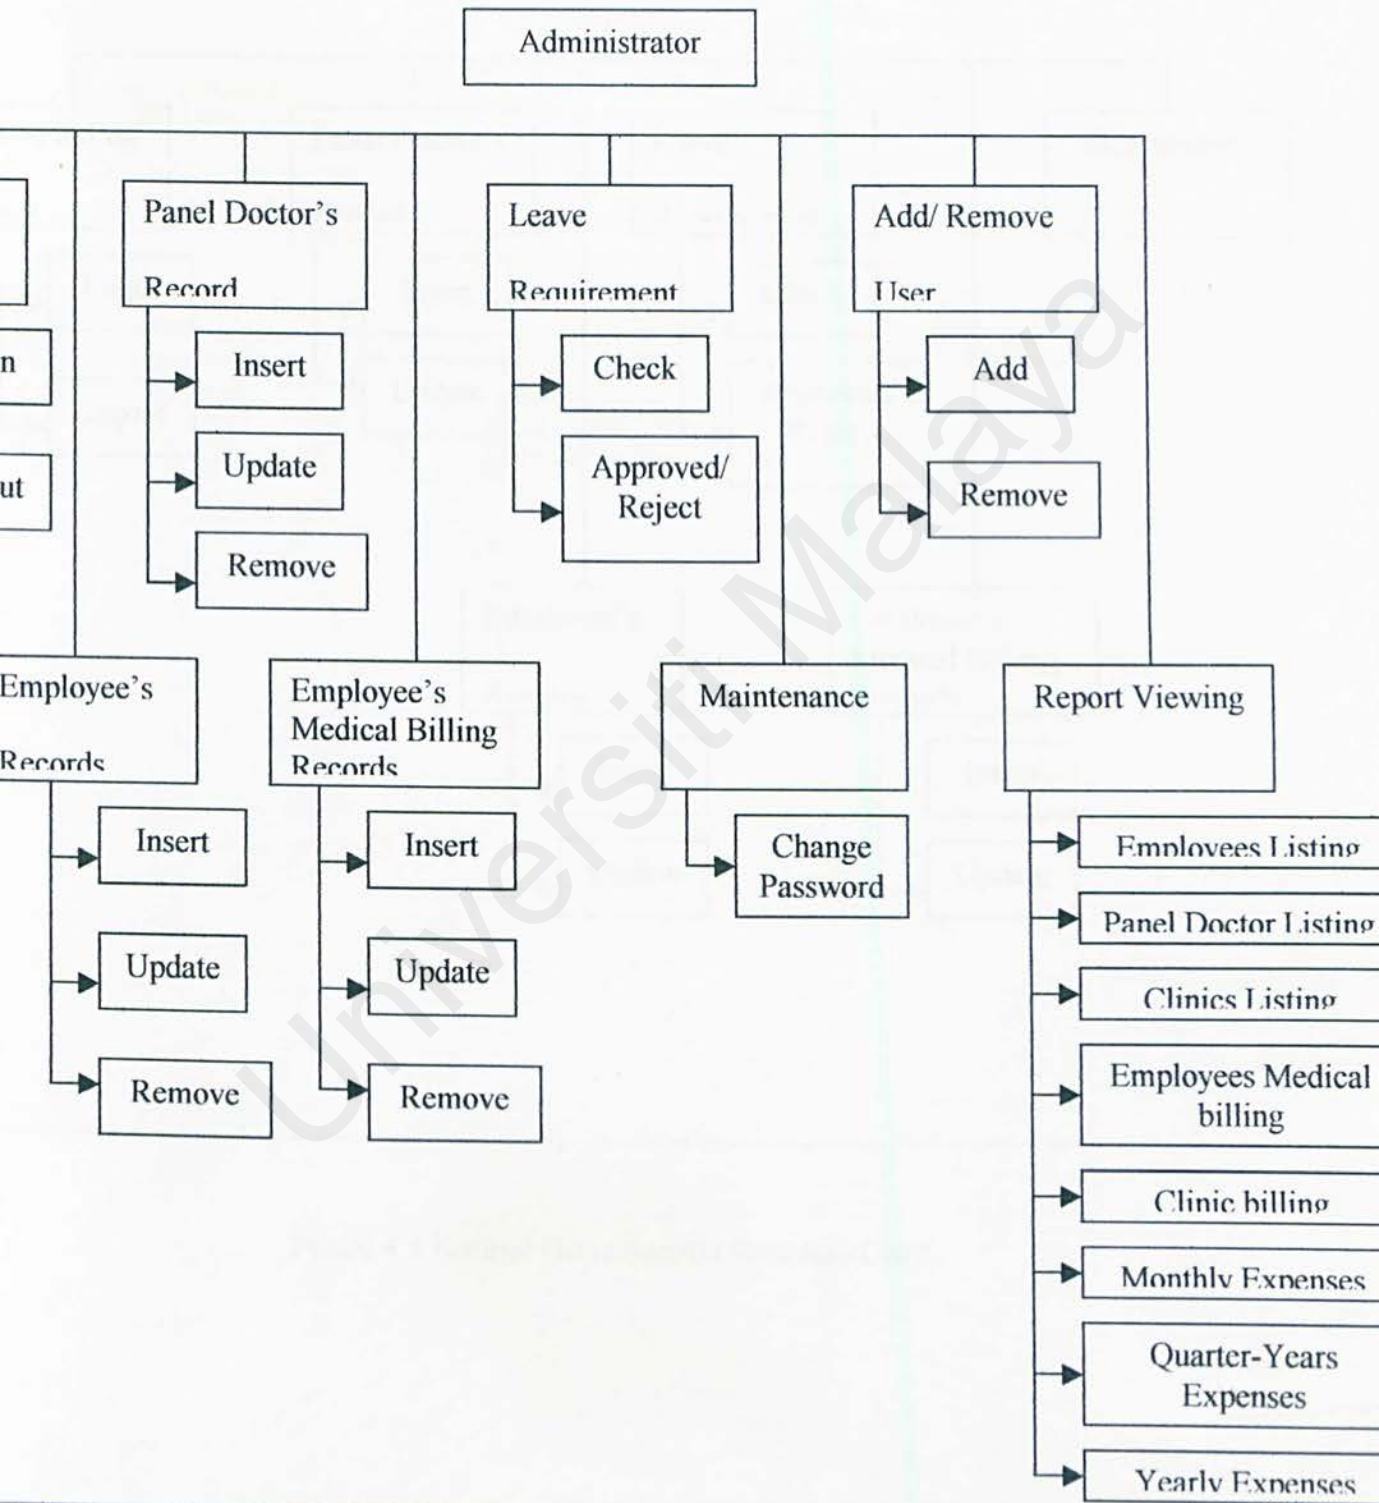 Administrator
Panel Doctor's
Record
Leave
Requirement
Add/ Remove
User
n
Insert
Check
Add
ut
Update
Approved/
Reject
Remove
Remove
Employee's
Records
Employee's
Medical Billing
Records
Maintenance
Report Viewing
Insert
Insert
Change
Password
Employees Listing
Panel Doctor Listing
Update
Update
Clinics Listing
Remove
Remove
Employees Medical
billing
Clinic billing
Monthly Expenses
Quarter-Years
Expenses
Yearly Expenses
Universiti Malaya